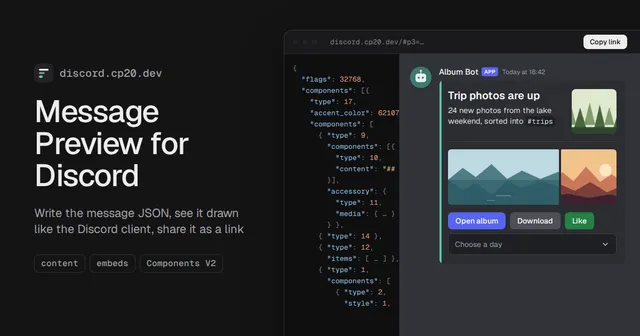 discord.cp20.dev
Message
Preview for
Discord
Write the message JSON, see it drawn
like the Discord client, share it as a link
content
embeds
Components V2
discord.cp20.dev/#p3=…
Copy link
{
"flags": 32768,
"components": [{
"type": 17,
"accent_color": 62107
"components": [
{ "type": 9,
"components": [{
"type": 10,
"content": "##
}],
"accessory": {
"type": 11,
"media": { … }
} },
{ "type": 14 },
{ "type": 12,
"items": [ … ] },
{ "type": 1,
"components": [
{ "type": 2,
"style": 1,
Album Bot APP Today at 18:42
Trip photos are up
24 new photos from the lake
weekend, sorted into #trips
Open album
Download
Like
Choose a day